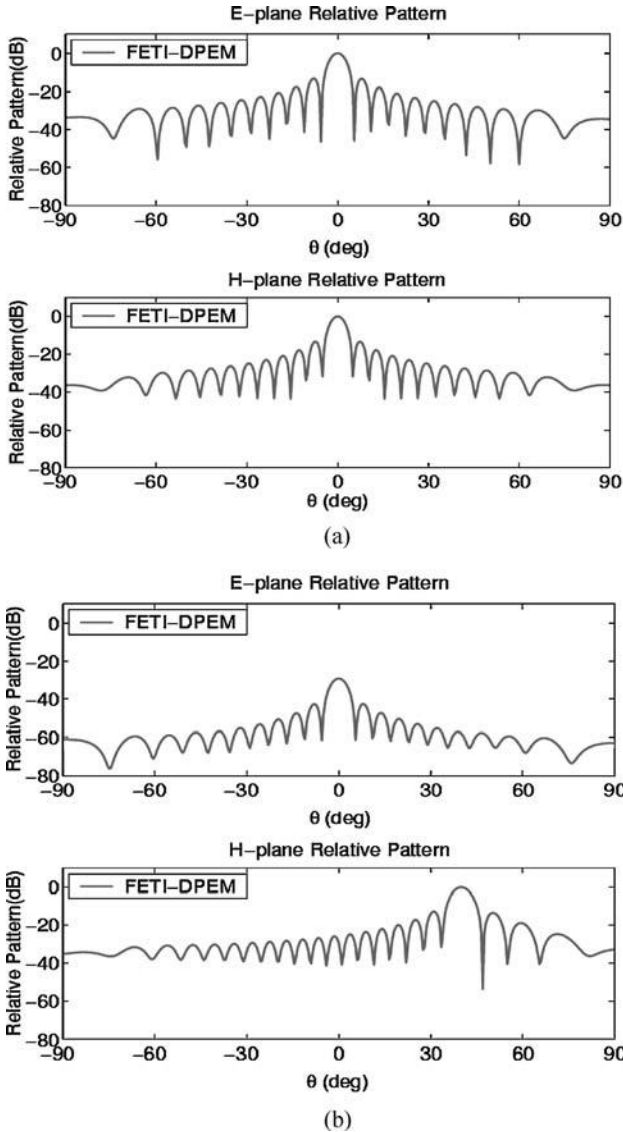 E-plane Relative Pattern
FETI-DPEM
Relative Pattern(dB)
0
-20
-40
-60
-80
-90 -60 -30 0 30 60 90
θ (deg)
H-plane Relative Pattern
FETI-DPEM
Relative Pattern(dB)
0
-20
-40
-60
-80
-90 -60 -30 0 30 60 90
θ (deg)
(a)
E-plane Relative Pattern
FETI-DPEM
Relative Pattern(dB)
0
-20
-40
-60
-80
-90 -60 -30 0 30 60 90
θ (deg)
H-plane Relative Pattern
FETI-DPEM
Relative Pattern(dB)
0
-20
-40
-60
-80
-90 -60 -30 0 30 60 90
θ (deg)
(b)